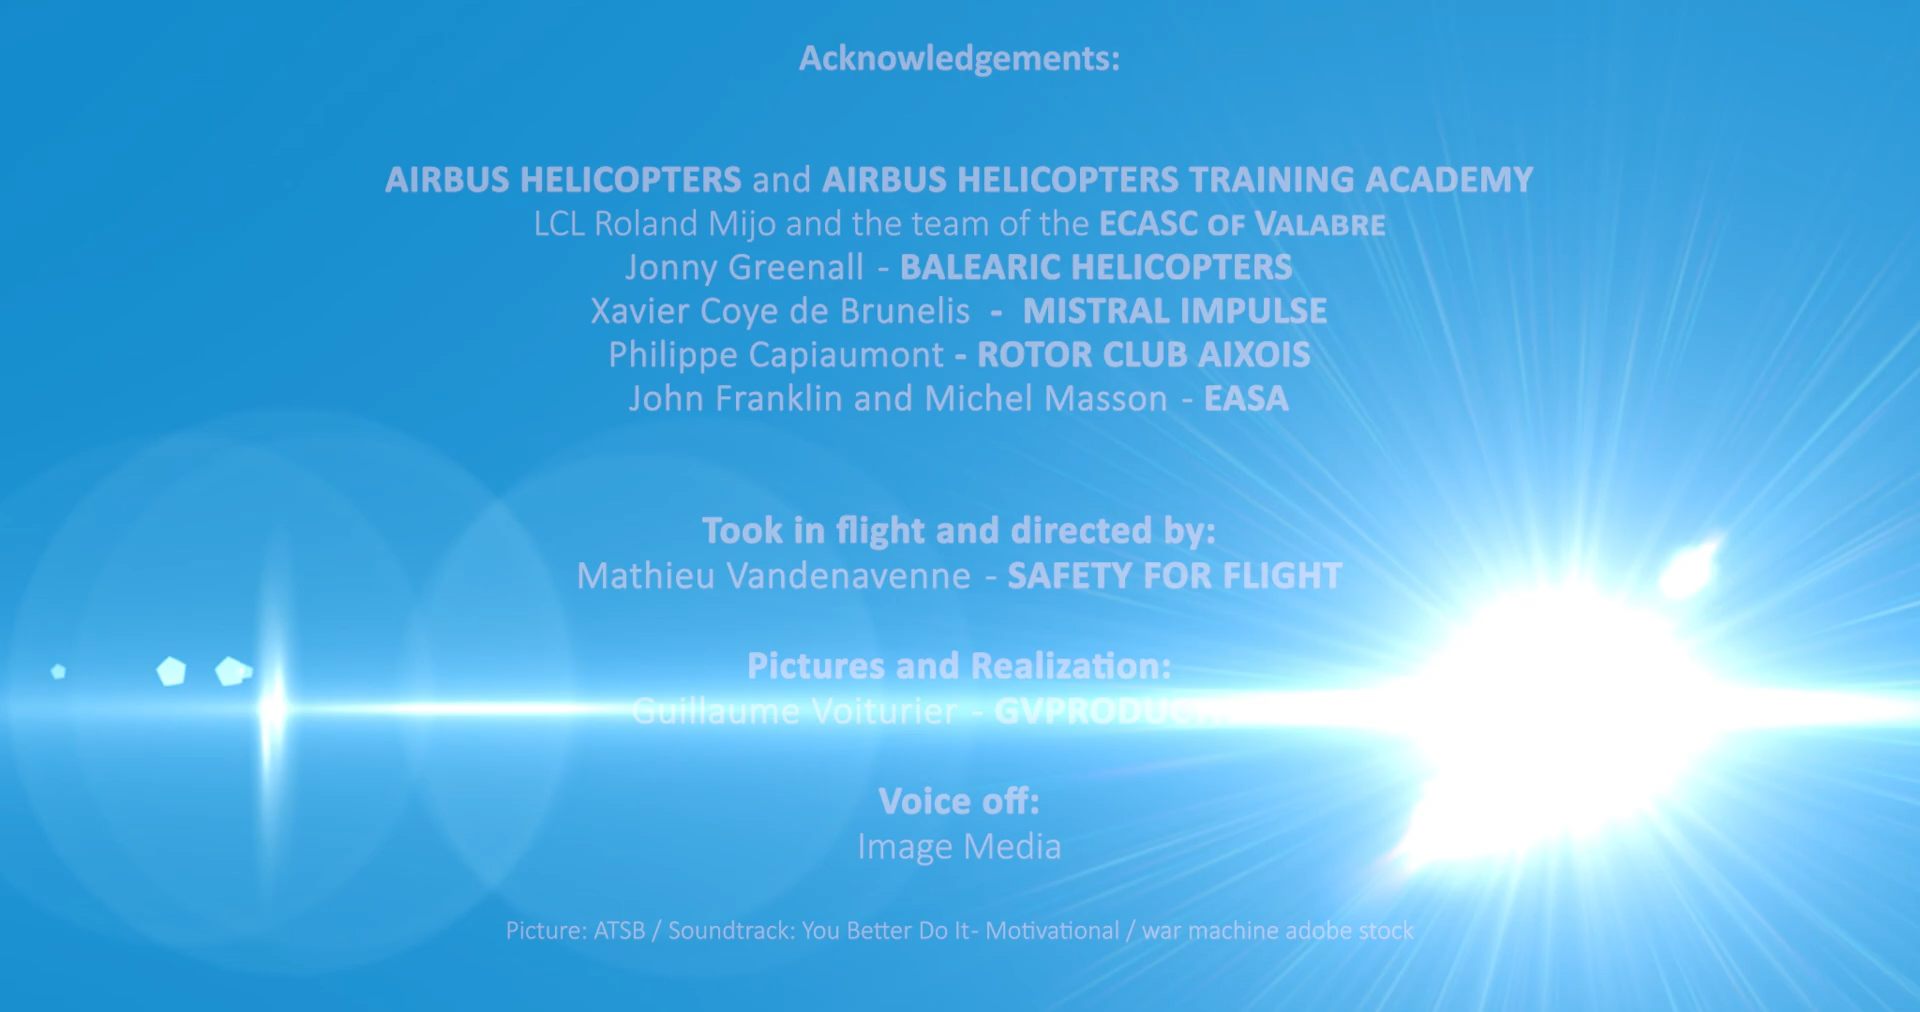 Acknowledgements:
AIRBUS HELICOPTERS and AIRBUS HELICOPTERS TRAINING ACADEMY
LCL Roland Mijo and the team of the ECASC OF VALABRE
Jonny Greenall - BALEARIC HELICOPTERS
Xavier Coye de Brunelis - MISTRAL IMPULSE
Philippe Capiaumont - ROTOR CLUB AIXOIS
John Franklin and Michel Masson - EASA
Took in flight and directed by:
Mathieu Vandenavenne - SAFETY FOR FLIGHT
Pictures and Realization:
Guillaume Voiturier -
Voice off:
Image Media
Picture: ATSB / Soundtrack: You Better Do It- Motivational / war machine adobe stock